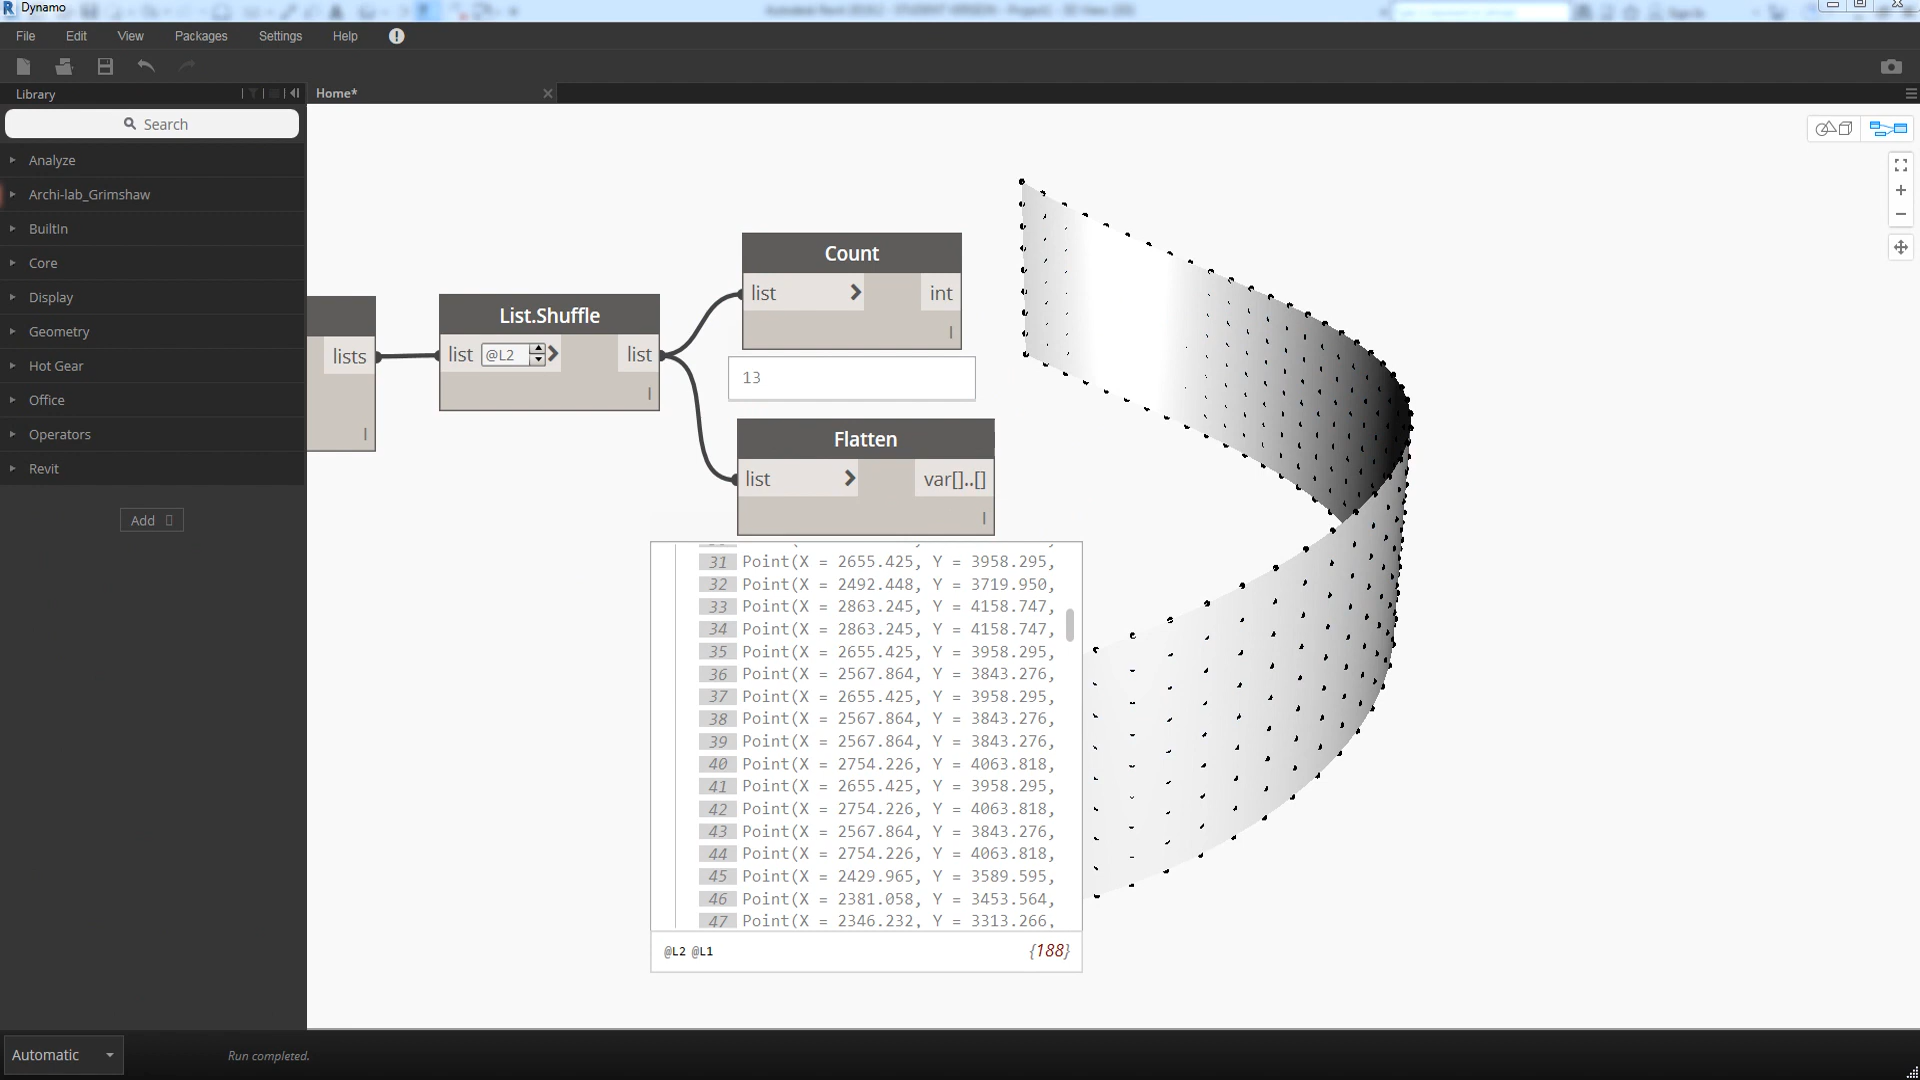 Dynamo
File Edit View Packages Settings Help
Library
Home*
Search
Analyze
Archi-lab_Grimshaw
BuiltIn
Core
Display
Geometry
Hot Gear
Office
Operators
Revit
Add
lists
List.Shuffle
list @L2 list
Count
list int
13
Flatten
list var[]..[]
31 Point(X = 2655.425, Y = 3958.295,
32 Point(X = 2492.448, Y = 3719.950,
33 Point(X = 2863.245, Y = 4158.747,
34 Point(X = 2863.245, Y = 4158.747,
35 Point(X = 2655.425, Y = 3958.295,
36 Point(X = 2567.864, Y = 3843.276,
37 Point(X = 2655.425, Y = 3958.295,
38 Point(X = 2567.864, Y = 3843.276,
39 Point(X = 2567.864, Y = 3843.276,
40 Point(X = 2754.226, Y = 4063.818,
41 Point(X = 2655.425, Y = 3958.295,
42 Point(X = 2754.226, Y = 4063.818,
43 Point(X = 2567.864, Y = 3843.276,
44 Point(X = 2754.226, Y = 4063.818,
45 Point(X = 2429.965, Y = 3589.595,
46 Point(X = 2381.058, Y = 3453.564,
47 Point(X = 2346.232, Y = 3313.266,
@L2 @L1 {188}
Automatic
Run completed.